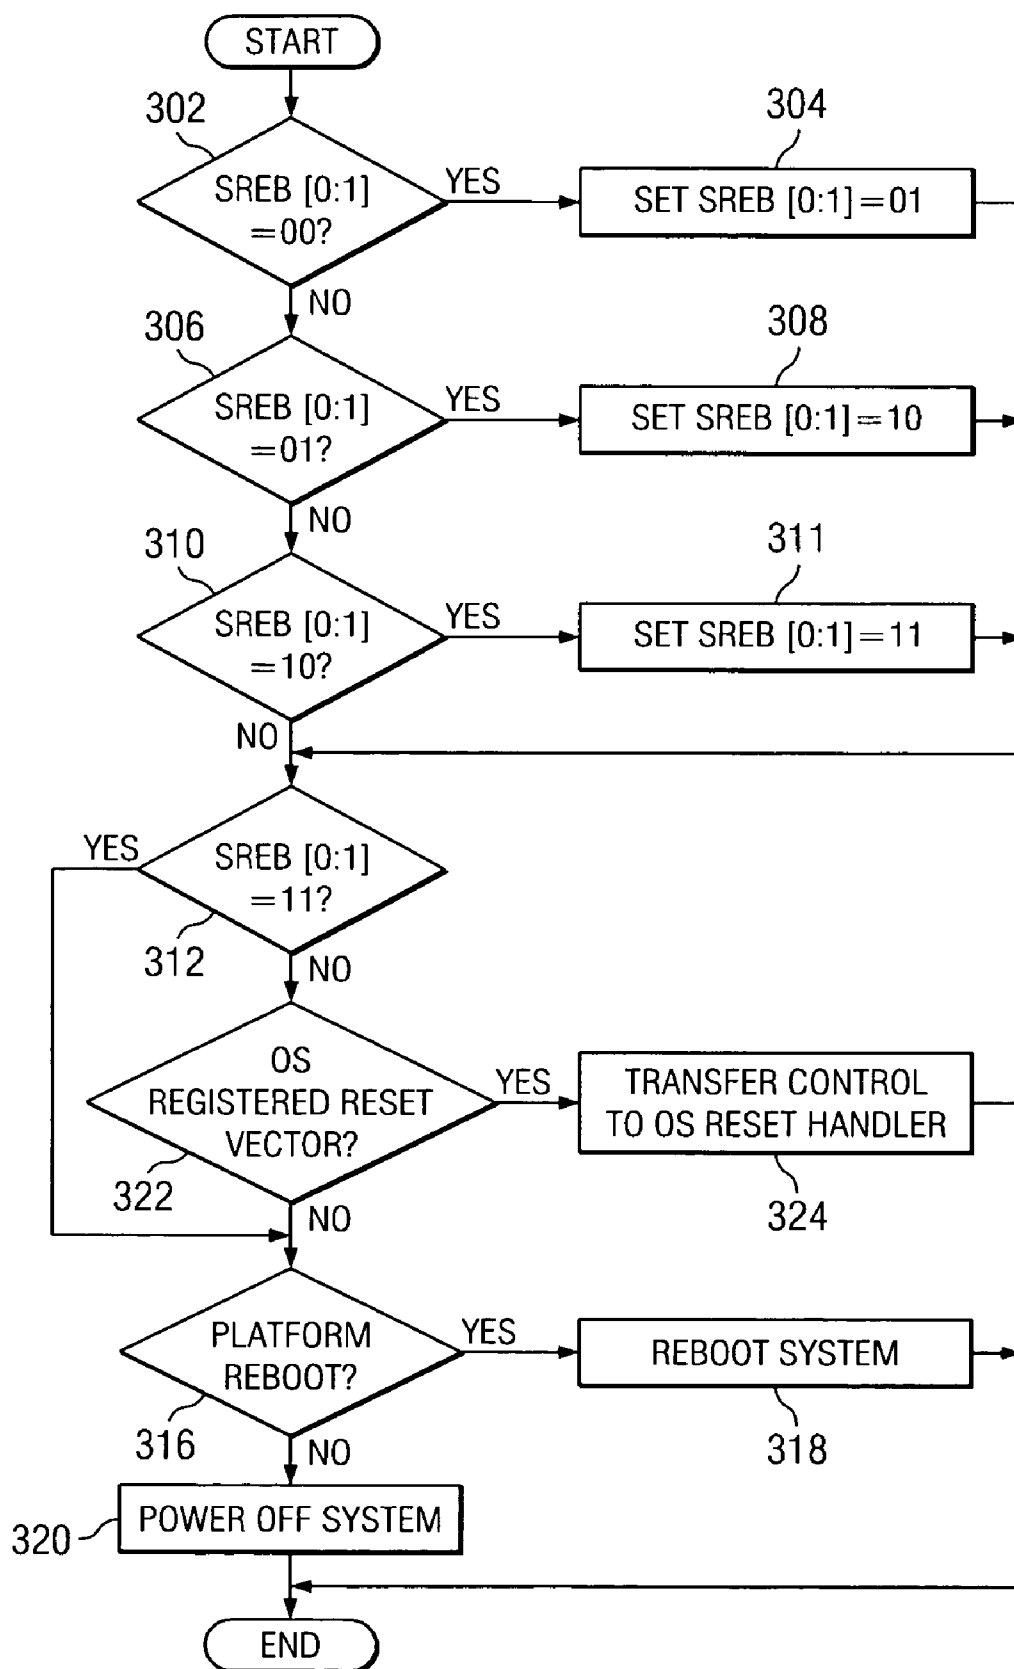 START
302
SREB [0:1]
=00?
YES
304
SET SREB [0:1]=01
NO
306
SREB [0:1]
=01?
YES
308
SET SREB [0:1]=10
NO
310
SREB [0:1]
=10?
YES
311
SET SREB [0:1]=11
NO
YES
SREB [0:1]
=11?
312
NO
OS
REGISTERED RESET
VECTOR?
322
YES
TRANSFER CONTROL
TO OS RESET HANDLER
324
NO
PLATFORM
REBOOT?
316
YES
REBOOT SYSTEM
318
NO
320
POWER OFF SYSTEM
END